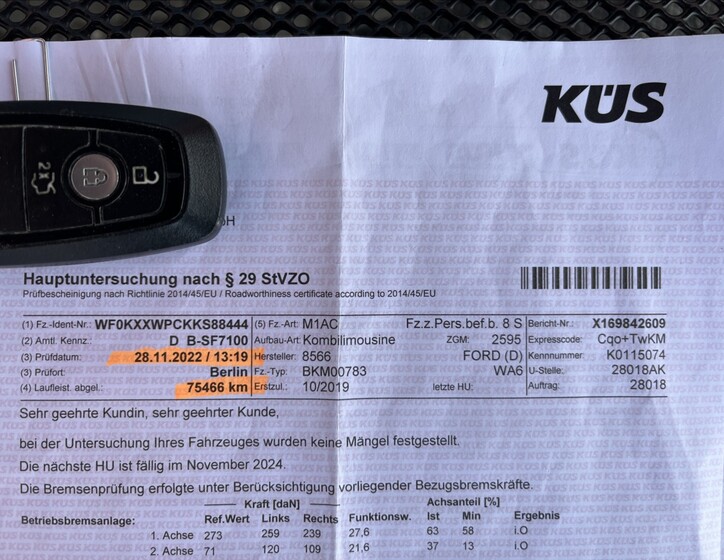 KÜS
2x
bH
Hauptuntersuchung nach § 29 StVZO
Prüfbescheinigung nach Richtlinie 2014/45/EU / Roadworthiness certificate according to 2014/45/EU
(1) Fz.-Ident-Nr.: WF0KXXWPCKKS88444 (5) Fz.-Art: M1AC Fz.z.Pers.bef.b. 8 S Bericht-Nr.: X169842609
(2) Amtl. Kennz.: D B-SF7100 Aufbau-Art: Kombilimousine ZGM: 2595 Expresscode: Cqo+TwKM
(3) Prüfdatum: 28.11.2022 / 13:19 Hersteller: 8566 FORD (D) Kennnummer: K0115074
(3) Prüfort: Berlin Fz.-Typ: BKM00783 WA6 U-Stelle: 28018AK
(4) Laufleist. abgel.: 75466 km Erstzul.: 10/2019 letzte HU: Auftrag: 28018
Sehr geehrte Kundin, sehr geehrter Kunde,
bei der Untersuchung Ihres Fahrzeuges wurden keine Mängel festgestellt.
Die nächste HU ist fällig im November 2024.
Die Bremsenprüfung erfolgte unter Berücksichtigung vorliegender Bezugsbremskräfte.
Kraft [daN] Achsanteil [%]
Betriebsbremsanlage: Ref.Wert Links Rechts Funktionsw. Ist Min Ergebnis
1. Achse 273 259 239 27,6 63 58 i.O
2. Achse 71 120 109 21,6 37 13 i.O